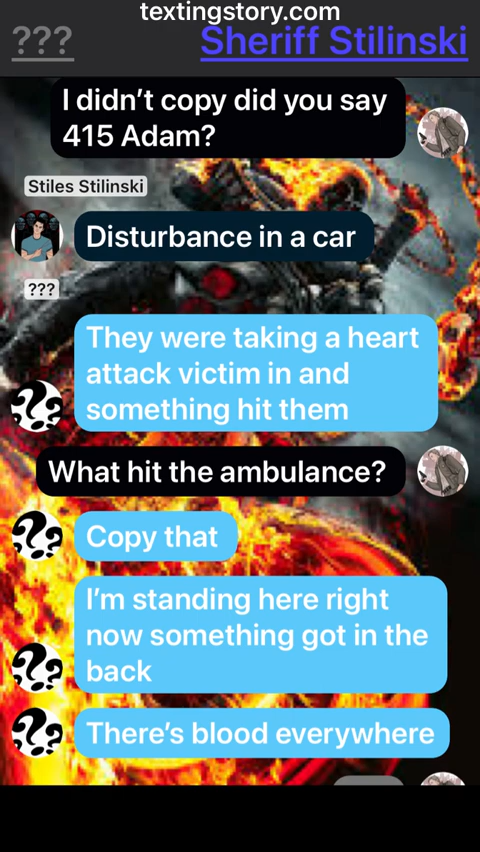 textingstory.com
???
Sheriff Stilinski
I didn’t copy did you say
415 Adam?
Stiles Stilinski
Disturbance in a car
???
They were taking a heart
attack victim in and
something hit them
What hit the ambulance?
Copy that
I’m standing here right
now something got in the
back
There’s blood everywhere